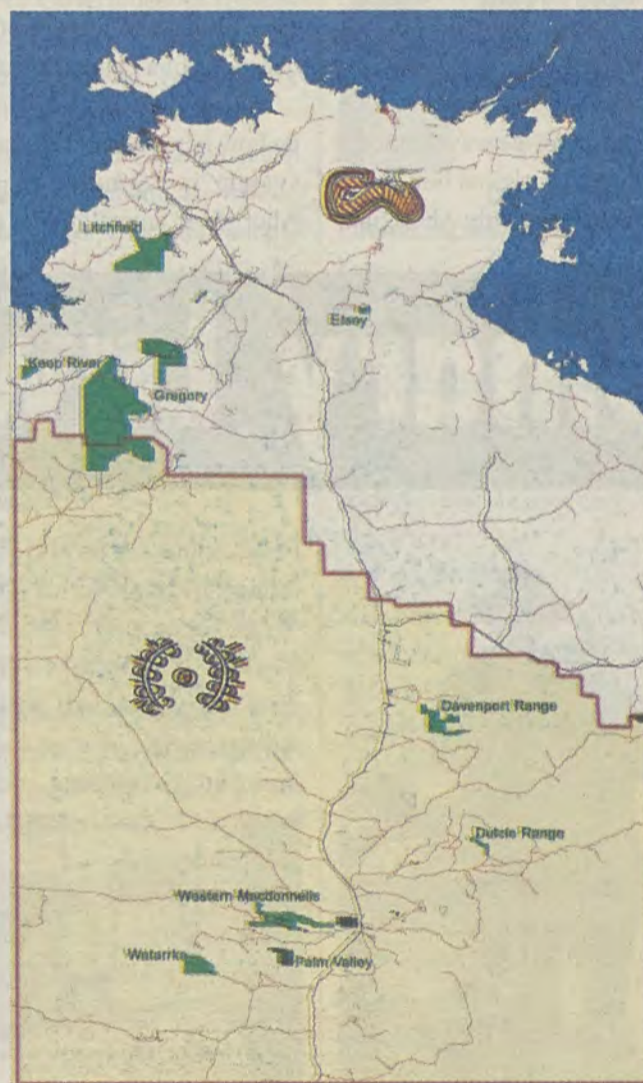 Litchfield
Elsey
Keep River
Gregory
Davenport Range
Dulcie Range
Western Macdonnells
Watarrka
Palm Valley